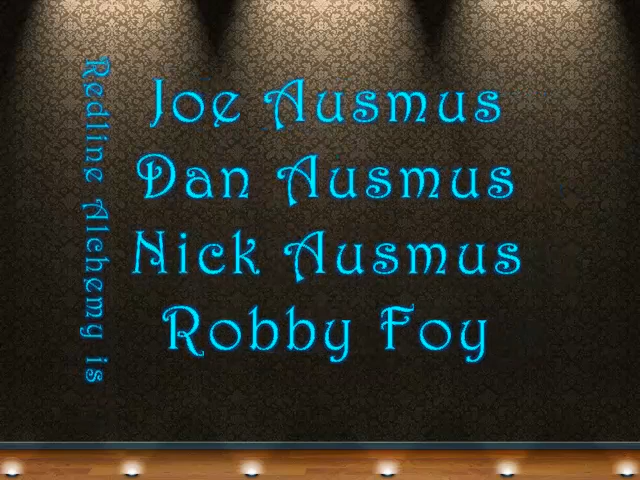 Redline Alchemy is
Joe Ausmus
Dan Ausmus
Nick Ausmus
Robby Foy